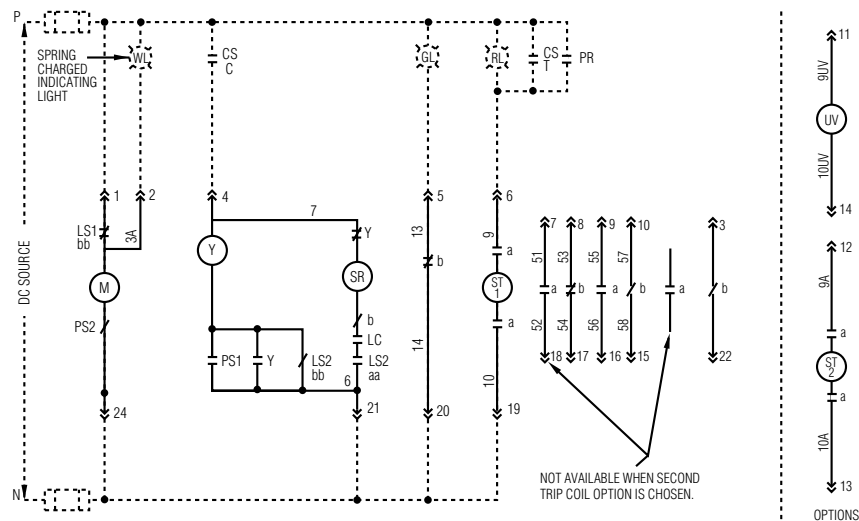 P
SPRING
CHARGED
INDICATING
LIGHT
WL
CS
C
GL
RL
CS
T
PR
11
9UV
UV
10UV
14
DC SOURCE
1
2
4
5
6
7
LS1
bb
3A
Y
Y
13
9
a
7
8
9
10
3
12
M
SR
b
ST
1
51
53
55
57
a
b
a
b
a
b
9A
PS2
b
LC
a
52
54
56
58
a
ST
2
PS1
Y
LS2
bb
LS2
aa
6
14
10
18
17
16
15
22
a
24
21
20
19
10A
N
NOT AVAILABLE WHEN SECOND
TRIP COIL OPTION IS CHOSEN.
13
OPTIONS